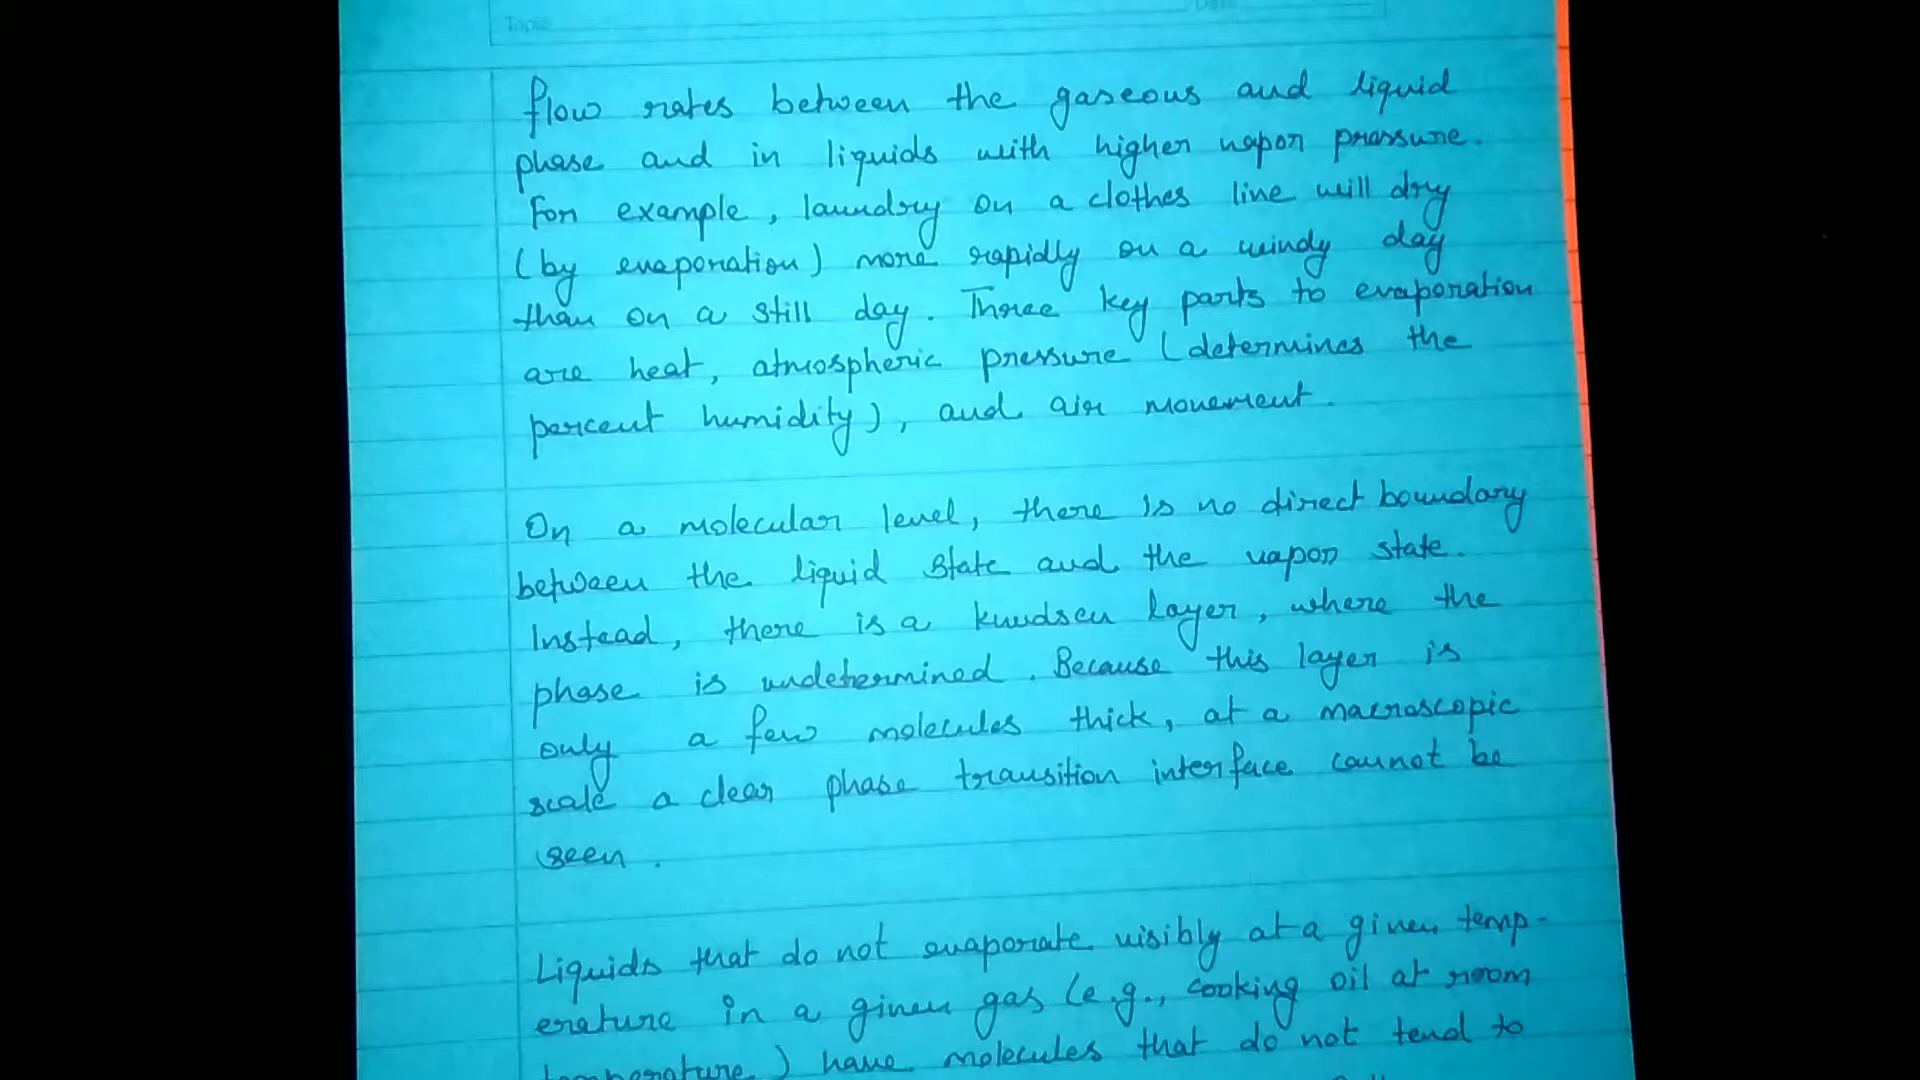 Topic
Date
flow rates between the gaseous and liquid
phase and in liquids with higher vapor pressure.
For example, laundry on a clothes line will dry
(by evaporation) more rapidly on a windy day
than on a still day. Three key parts to evaporation
are heat, atmospheric pressure (determines the
percent humidity), and air movement.
On a molecular level, there is no direct boundary
between the liquid state and the vapor state.
Instead, there is a knudsen layer, where the
phase is undetermined. Because this layer is
only a few molecules thick, at a macroscopic
scale a clear phase transition interface cannot be
seen.
Liquids that do not evaporate visibly at a given temp-
erature in a given gas (e.g., cooking oil at room
temperature) have molecules that do not tend to